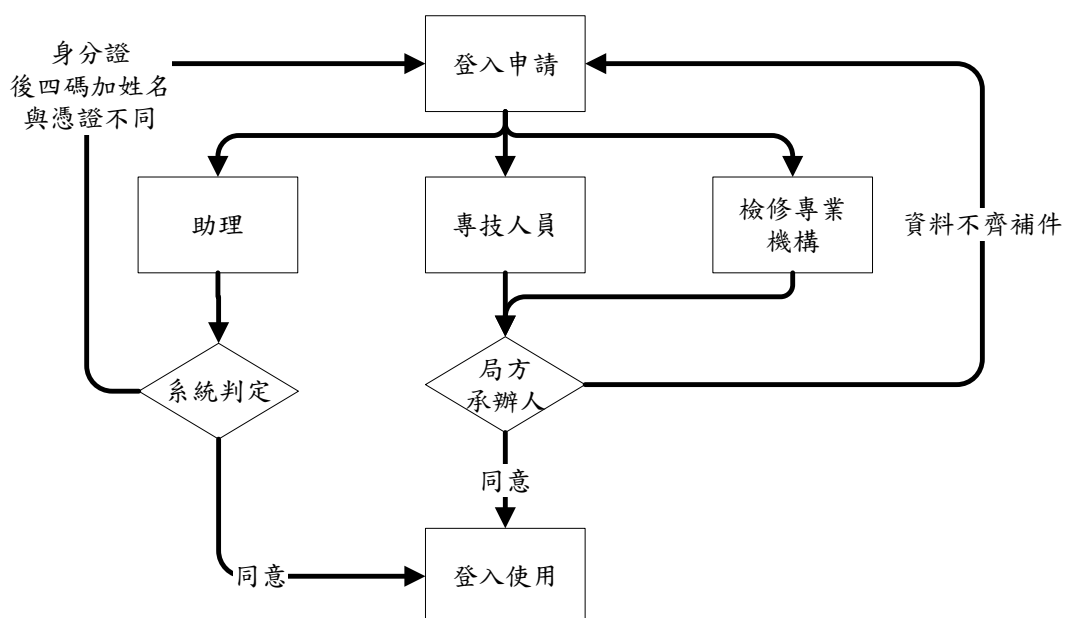 身分證
後四碼加姓名
與憑證不同
登入申請
助理
專技人員
檢修專業
機構
資料不齊補件
系統判定
局方
承辦人
同意
同意
登入使用